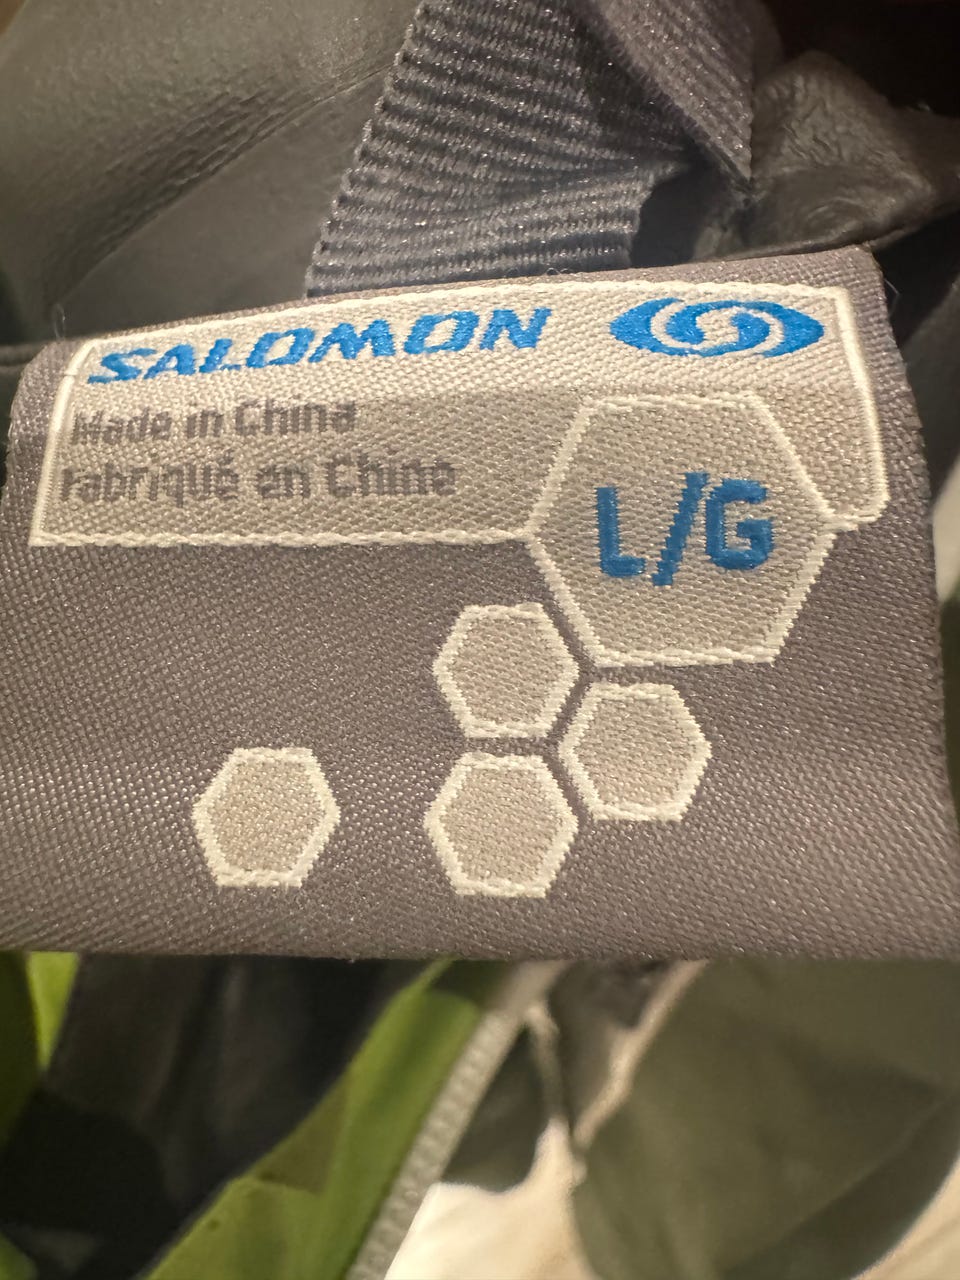 SALOMON
Made in China
Fabriqué en Chine
L/G